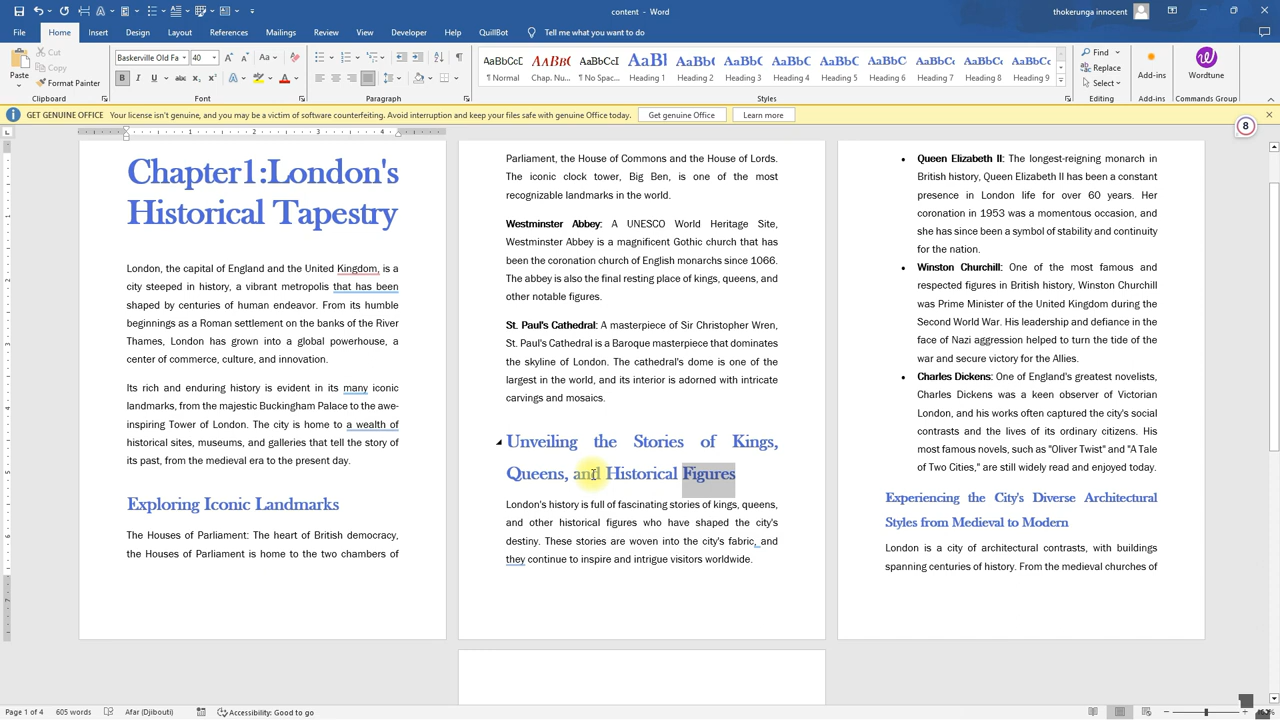 content - Word
thokerunga innocent
File Home Insert Draw Design Layout References Mailings Review View Developer Help QuillBot Tell me what you want to do
Paste
Cut
Copy
Format Painter
Clipboard
Baskerville Old Fa 40
Font
Paragraph
AaBbCcI AaBb( AaBbCcD AaBbl AaBb( AaBbC AaBbC AaBbC AaBbC AaBbCc AaBbCc AaBbCc
¶ Normal Chap. Nu... ¶ No Spac... Heading 1 Heading 2 Heading 3 Heading 4 Heading 5 Heading 6 Heading 7 Heading 8 Heading 9
Styles
Find
Replace
Select
Editing
Add-ins
Add-ins
Wordtune
Commands Group
GET GENUINE OFFICE Your license isn't genuine, and you may be a victim of software counterfeiting. Avoid interruption and keep your files safe with genuine Office today. Get genuine Office Learn more
8
Chapter1:London's
Historical Tapestry
London, the capital of England and the United Kingdom, is a
city steeped in history, a vibrant metropolis that has been
shaped by centuries of human endeavor. From its humble
beginnings as a Roman settlement on the banks of the River
Thames, London has grown into a global powerhouse, a
center of commerce, culture, and innovation.
Its rich and enduring history is evident in its many iconic
landmarks, from the majestic Buckingham Palace to the awe-
inspiring Tower of London. The city is home to a wealth of
historical sites, museums, and galleries that tell the story of
its past, from the medieval era to the present day.
Exploring Iconic Landmarks
The Houses of Parliament: The heart of British democracy,
the Houses of Parliament is home to the two chambers of
Parliament, the House of Commons and the House of Lords.
The iconic clock tower, Big Ben, is one of the most
recognizable landmarks in the world.
Westminster Abbey: A UNESCO World Heritage Site,
Westminster Abbey is a magnificent Gothic church that has
been the coronation church of English monarchs since 1066.
The abbey is also the final resting place of kings, queens, and
other notable figures.
St. Paul's Cathedral: A masterpiece of Sir Christopher Wren,
St. Paul's Cathedral is a Baroque masterpiece that dominates
the skyline of London. The cathedral's dome is one of the
largest in the world, and its interior is adorned with intricate
carvings and mosaics.
Unveiling the Stories of Kings,
Queens, and Historical Figures
London's history is full of fascinating stories of kings, queens,
and other historical figures who have shaped the city's
destiny. These stories are woven into the city's fabric, and
they continue to inspire and intrigue visitors worldwide.
• Queen Elizabeth II: The longest-reigning monarch in
British history, Queen Elizabeth II has been a constant
presence in London life for over 60 years. Her
coronation in 1953 was a momentous occasion, and
she has since been a symbol of stability and continuity
for the nation.
• Winston Churchill: One of the most famous and
respected figures in British history, Winston Churchill
was Prime Minister of the United Kingdom during the
Second World War. His leadership and defiance in the
face of Nazi aggression helped to turn the tide of the
war and secure victory for the Allies.
• Charles Dickens: One of England's greatest novelists,
Charles Dickens was a keen observer of Victorian
London, and his works often captured the city's social
contrasts and the lives of its ordinary citizens. His
most famous novels, such as "Oliver Twist" and "A Tale
of Two Cities," are still widely read and enjoyed today.
Experiencing the City's Diverse Architectural
Styles from Medieval to Modern
London is a city of architectural contrasts, with buildings
spanning centuries of history. From the medieval churches of
Page 1 of 4 605 words Afar (Djibouti) Accessibility: Good to go